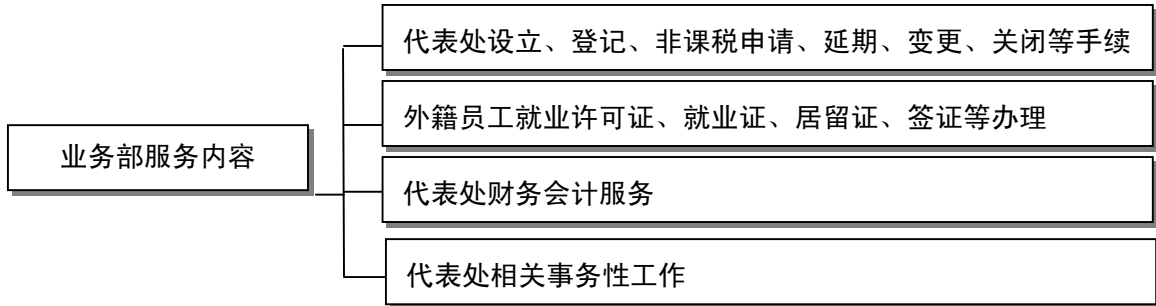 代表处设立、登记、非课税申请、延期、变更、关闭等手续
外籍员工就业许可证、就业证、居留证、签证等办理
业务部服务内容
代表处财务会计服务
代表处相关事务性工作